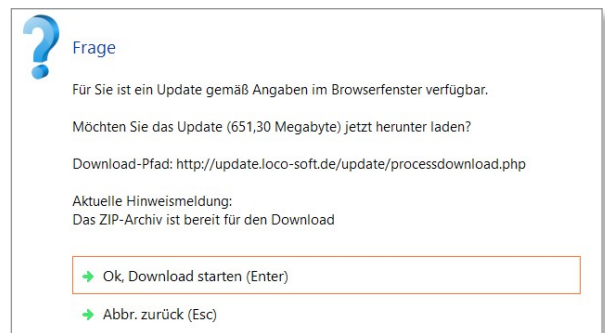 Frage
Für Sie ist ein Update gemäß Angaben im Browserfenster verfügbar.
Möchten Sie das Update (651,30 Megabyte) jetzt herunter laden?
Download-Pfad: http://update.loco-soft.de/update/processdownload.php
Aktuelle Hinweismeldung:
Das ZIP-Archiv ist bereit für den Download
Ok, Download starten (Enter)
Abbr. zurück (Esc)